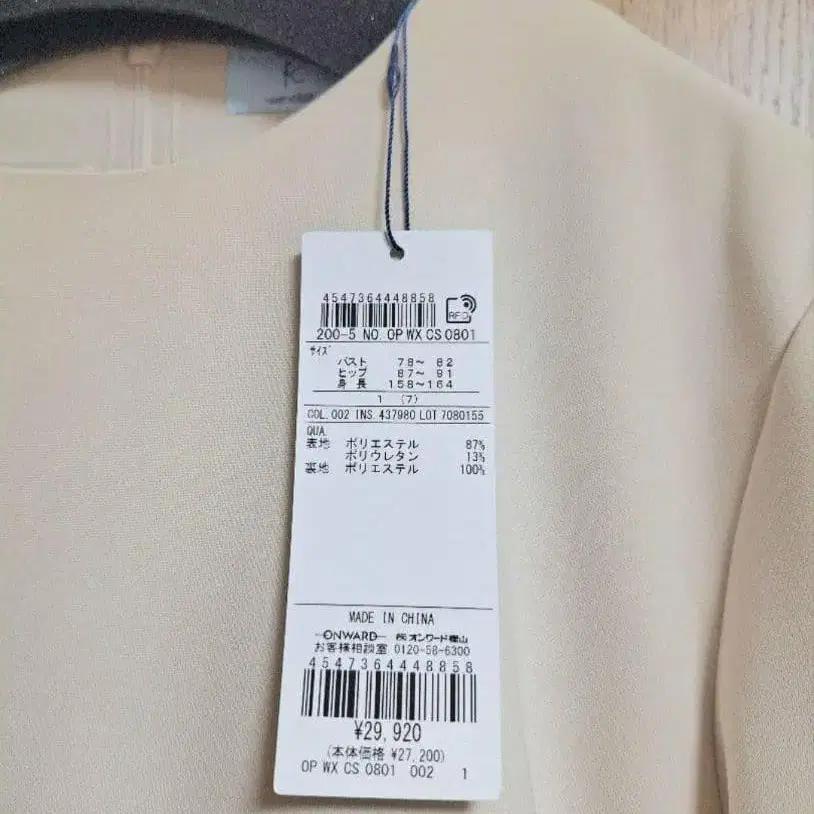 4547364448858
RFID
200-5 NO. OP WX CS 0801
サイズ
バスト 78～ 82
ヒップ 87～ 91
身 長 158～164
1 (7)
COL.002 INS.437980 LOT 7080155
QUA.
表地 ポリエステル 87%
ポリウレタン 13%
裏地 ポリエステル 100%
MADE IN CHINA
ONWARD ㈱オンワード樫山
お客様相談室 0120-58-6300
4547364448858
¥29,920
(本体価格 ¥27,200)
OP WX CS 0801 002 1